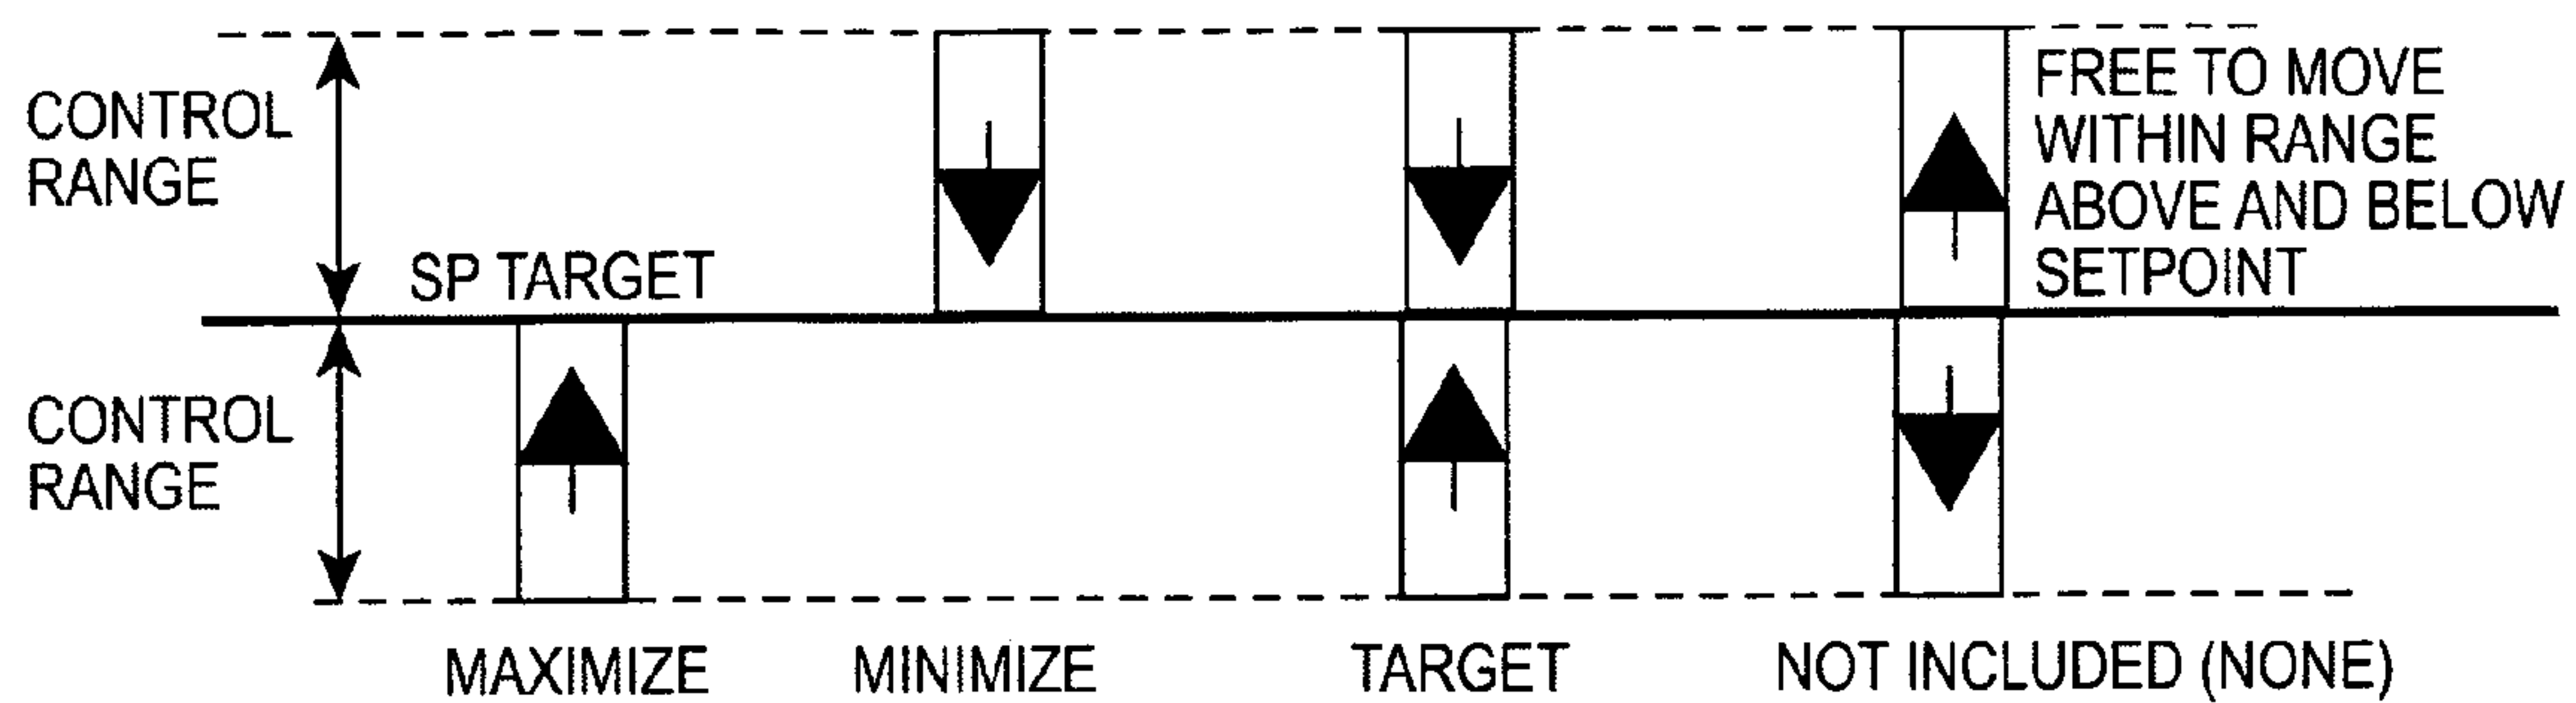 CONTROL
RANGE
SP TARGET
FREE TO MOVE
WITHIN RANGE
ABOVE AND BELOW
SETPOINT
CONTROL
RANGE
MAXIMIZE
MINIMIZE
TARGET
NOT INCLUDED (NONE)